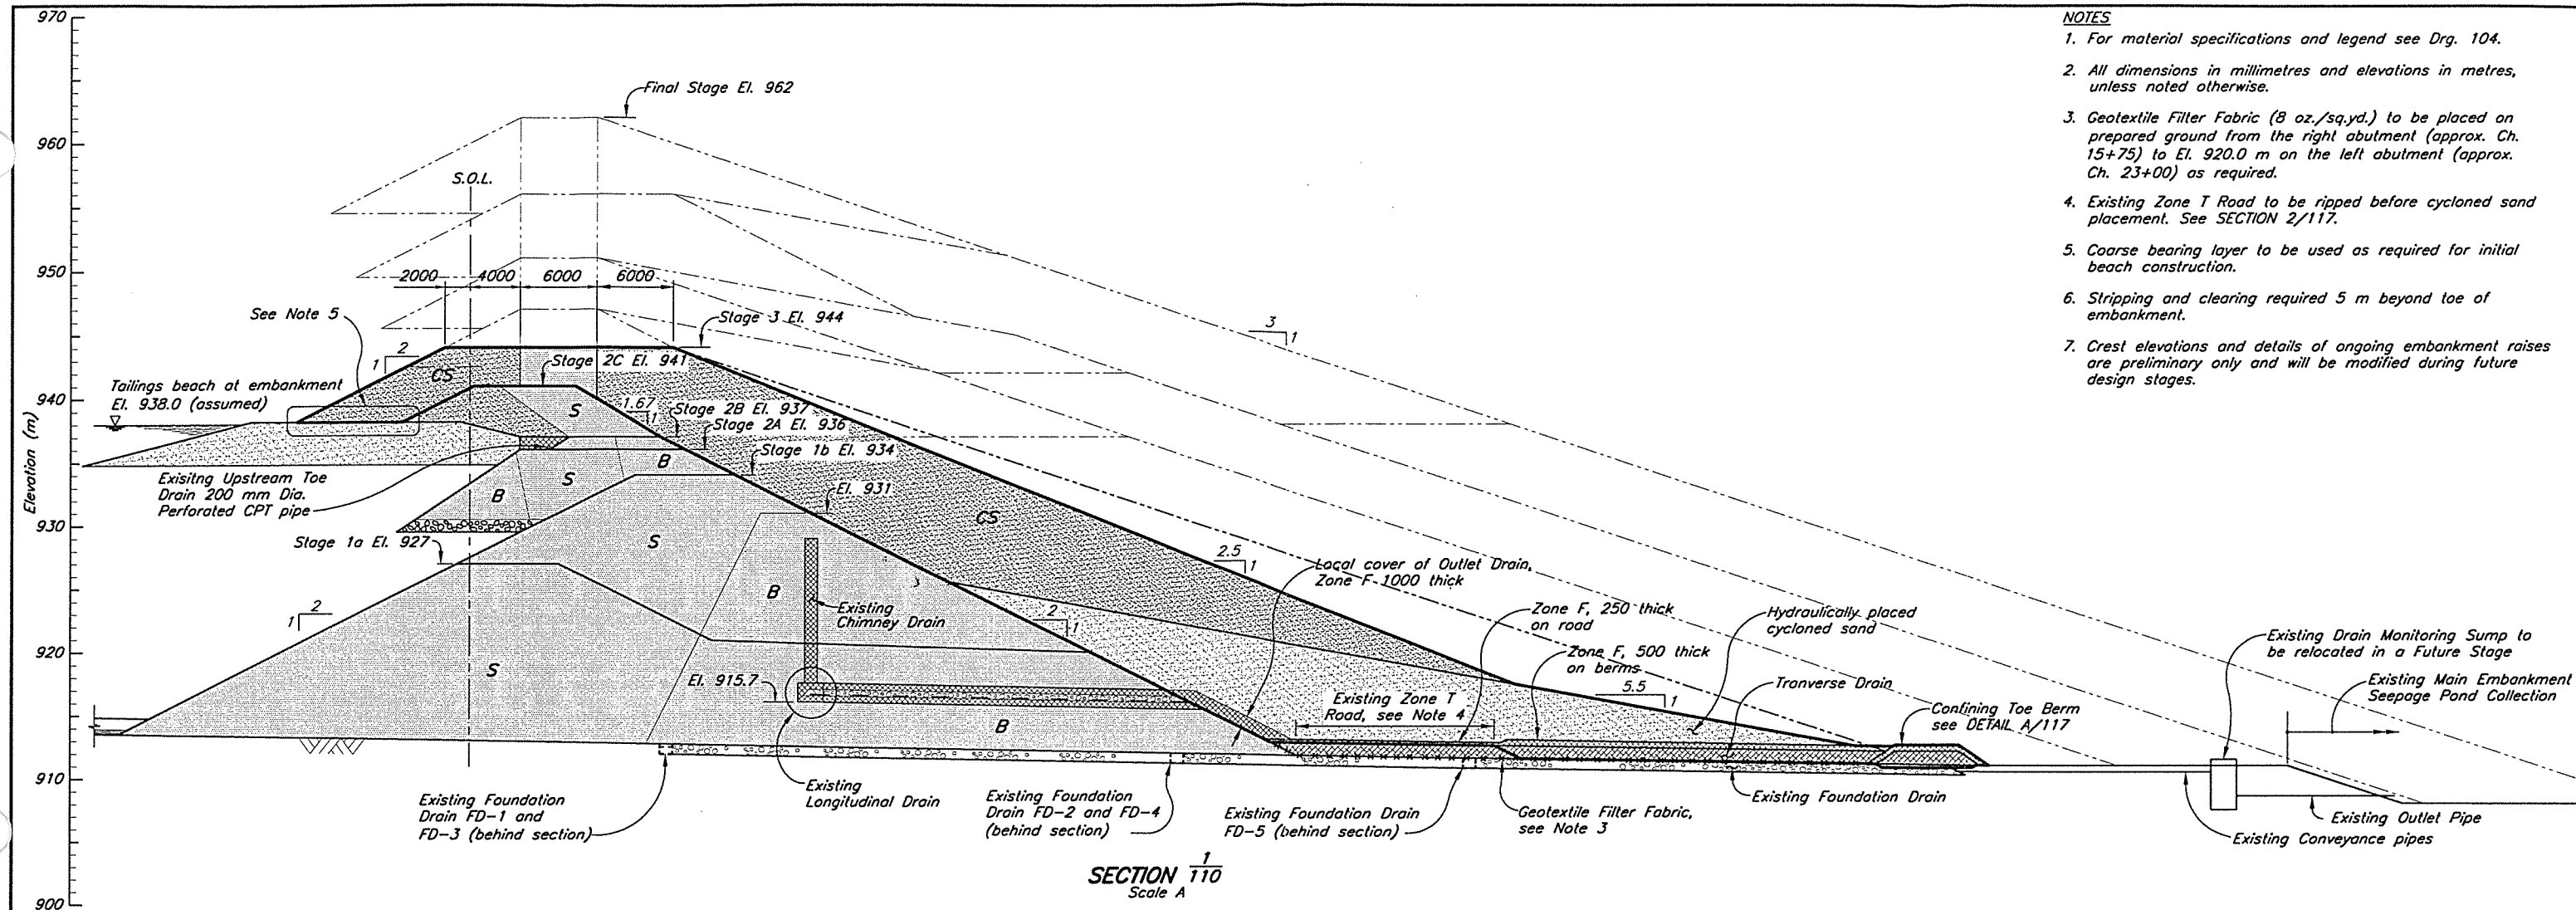 970
960
950
940
930
920
910
900
Elevation (m)
Final Stage El. 962
S.O.L.
2000
4000
6000
6000
See Note 5
Stage 3 El. 944
3
1
2
1
CS
Stage 2C El. 941
Tailings beach at embankment
El. 938.0 (assumed)
S
1.67
1
Stage 2B El. 937
Stage 2A El. 936
Stage 1b El. 934
B
S
B
Exisitng Upstream Toe
Drain 200 mm Dia.
Perforated CPT pipe
El. 931
CS
Stage 1a El. 927
S
2.5
1
Local cover of Outlet Drain,
Zone F 1000 thick
B
Existing
Chimney Drain
2
1
2
1
Zone F, 250 thick
on road
Hydraulically placed
cycloned sand
Zone F, 500 thick
on berms
S
El. 915.7
Existing Zone T
Road, see Note 4
5.5
1
Tranverse Drain
Confining Toe Berm
see DETAIL A/117
Existing Drain Monitoring Sump to
be relocated in a Future Stage
Existing Main Embankment
Seepage Pond Collection
B
Existing Foundation
Drain FD-1 and
FD-3 (behind section)
Existing
Longitudinal Drain
Existing Foundation
Drain FD-2 and FD-4
(behind section)
Existing Foundation Drain
FD-5 (behind section)
Geotextile Filter Fabric,
see Note 3
Existing Foundation Drain
Existing Outlet Pipe
Existing Conveyance pipes
SECTION 1
110
Scale A
NOTES
1. For material specifications and legend see Drg. 104.
2. All dimensions in millimetres and elevations in metres,
unless noted otherwise.
3. Geotextile Filter Fabric (8 oz./sq.yd.) to be placed on
prepared ground from the right abutment (approx. Ch.
15+75) to El. 920.0 m on the left abutment (approx.
Ch. 23+00) as required.
4. Existing Zone T Road to be ripped before cycloned sand
placement. See SECTION 2/117.
5. Coarse bearing layer to be used as required for initial
beach construction.
6. Stripping and clearing required 5 m beyond toe of
embankment.
7. Crest elevations and details of ongoing embankment raises
are preliminary only and will be modified during future
design stages.